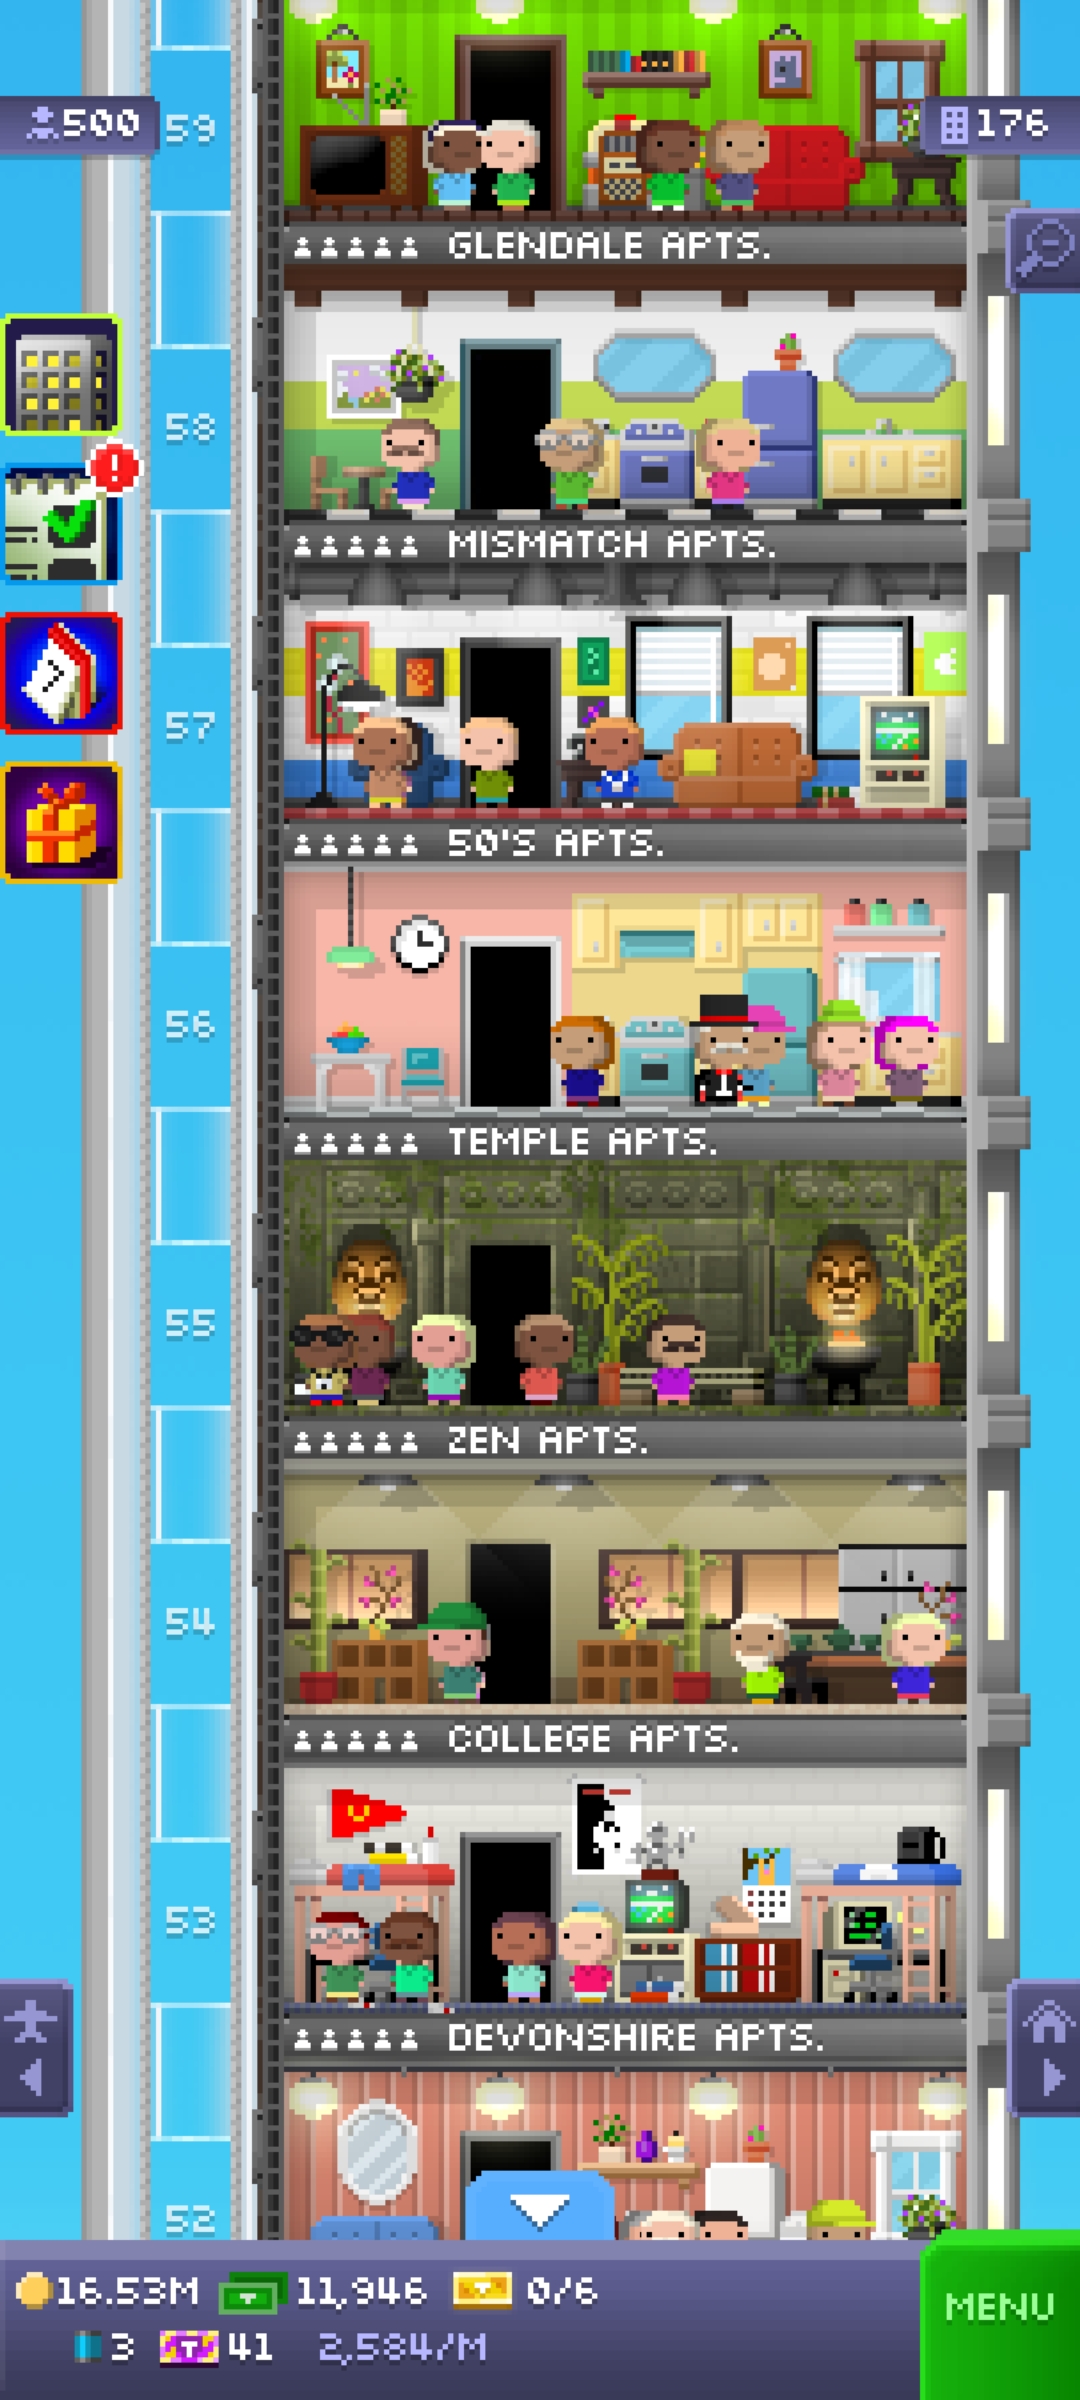 500
59
176
GLENDALE APTS.
58
MISMATCH APTS.
57
50'S APTS.
56
TEMPLE APTS.
55
ZEN APTS.
54
COLLEGE APTS.
53
DEVONSHIRE APTS.
52
16.53M 11,946 0/6
3 41 2,584/M
MENU